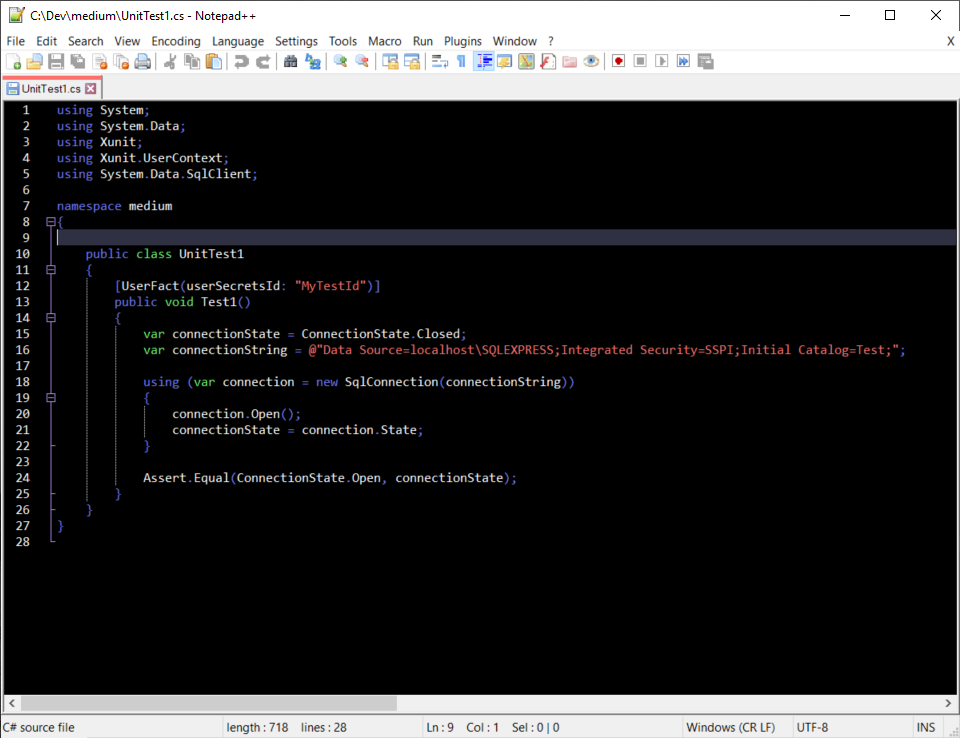 C:\Dev\medium\UnitTest1.cs - Notepad++
File Edit Search View Encoding Language Settings Tools Macro Run Plugins Window ? X
UnitTest1.cs
1 using System;
2 using System.Data;
3 using Xunit;
4 using Xunit.UserContext;
5 using System.Data.SqlClient;
6
7 namespace medium
8 {
9
10 public class UnitTest1
11 {
12 [UserFact(userSecretsId: "MyTestId")]
13 public void Test1()
14 {
15 var connectionState = ConnectionState.Closed;
16 var connectionString = @"Data Source=localhost\SQLEXPRESS;Integrated Security=SSPI;Initial Catalog=Test;";
17
18 using (var connection = new SqlConnection(connectionString))
19 {
20 connection.Open();
21 connectionState = connection.State;
22 }
23
24 Assert.Equal(ConnectionState.Open, connectionState);
25 }
26 }
27 }
28
C# source file length : 718 lines : 28 Ln : 9 Col : 1 Sel : 0 | 0 Windows (CR LF) UTF-8 INS